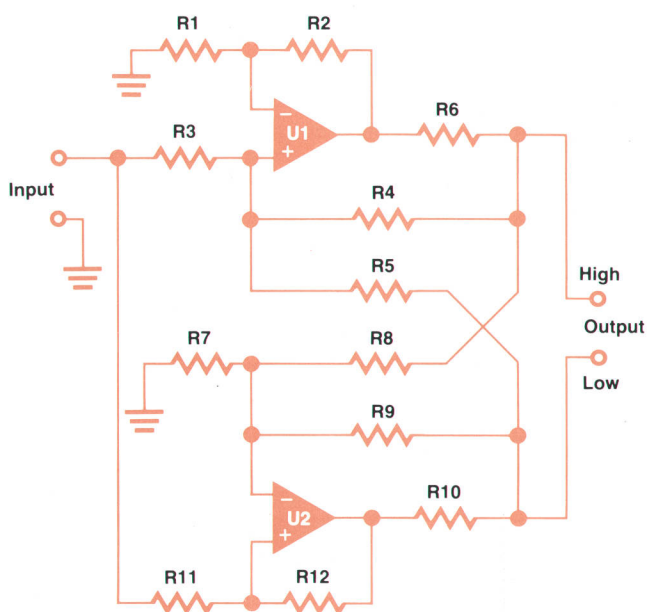 R1
R2
U1
R6
R3
Input
R4
R5
High
Output
Low
R7
R8
R9
U2
R10
R11
R12